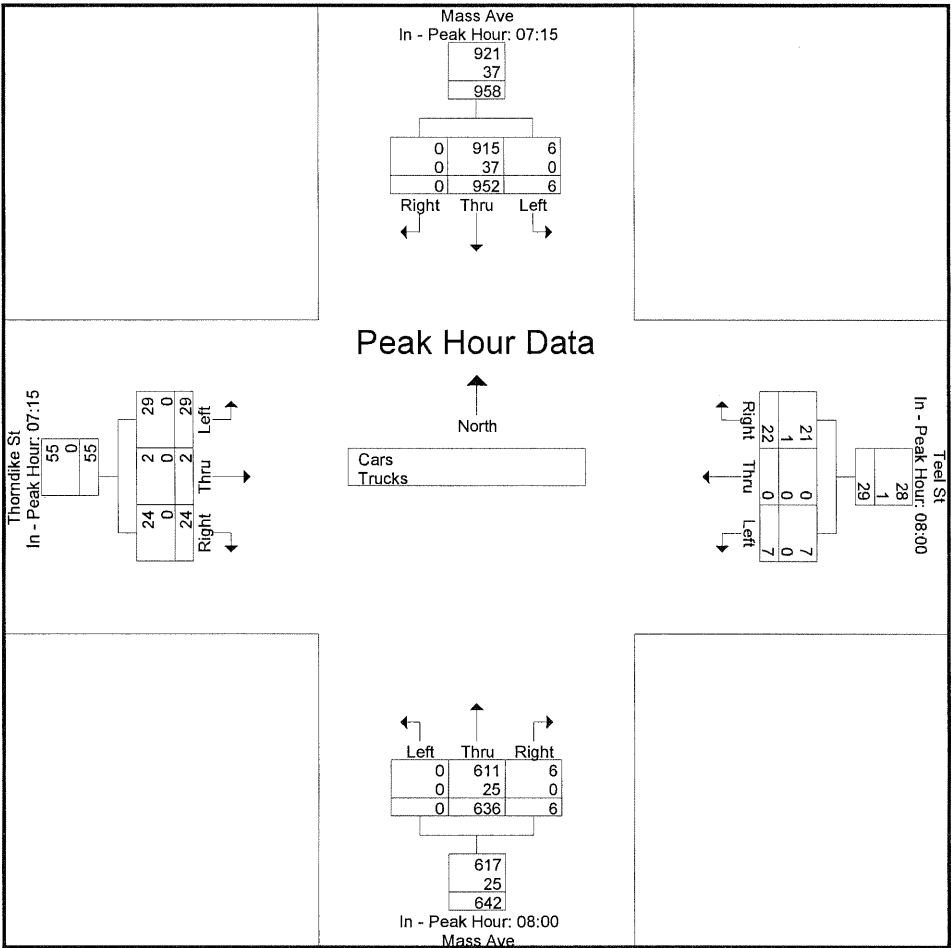 Mass Ave
In - Peak Hour: 07:15
921
37
958
0 915 6
0 37 0
0 952 6
Right Thru Left
Peak Hour Data
North
Cars
Trucks
Thorndike St
In - Peak Hour: 07:15
55
0
55
29 0 29
2 0 2
24 0 24
Left
Thru
Right
Right
Thru
Left
22 1 21
0 0 0
7 0 7
29
1
28
In - Peak Hour: 08:00
Teel St
Left Thru Right
0 611 6
0 25 0
0 636 6
617
25
642
In - Peak Hour: 08:00
Mass Ave